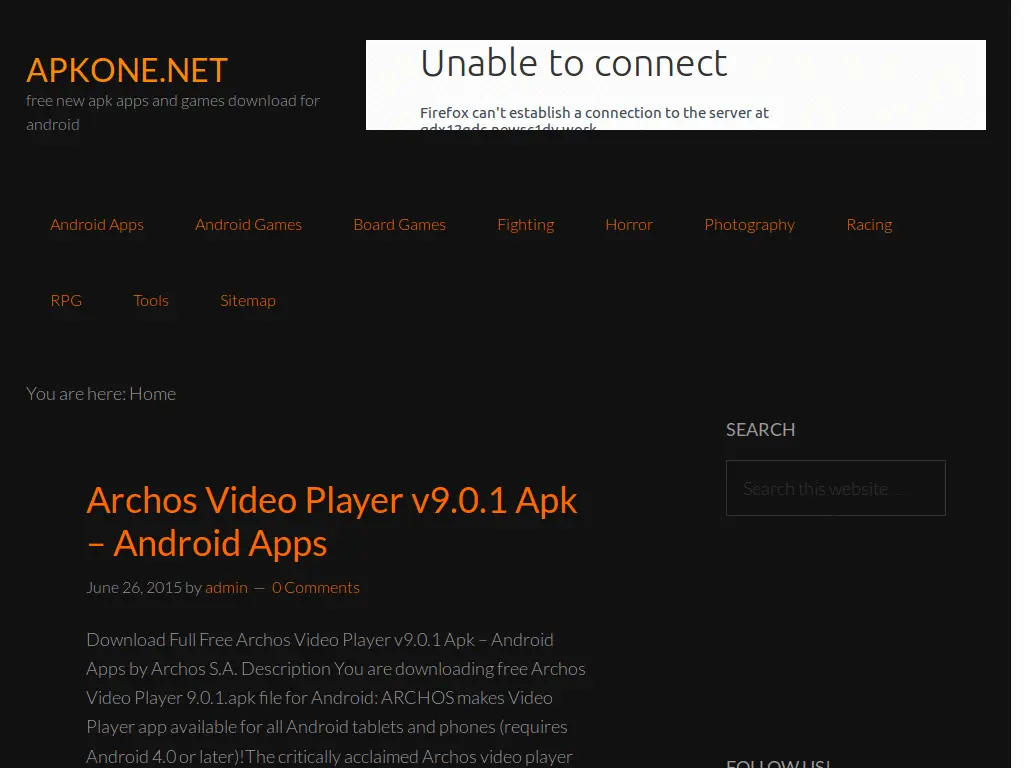 APKONE.NET
free new apk apps and games download for
android
Unable to connect
Firefox can't establish a connection to the server at
Android Apps
Android Games
Board Games
Fighting
Horror
Photography
Racing
RPG
Tools
Sitemap
You are here: Home
SEARCH
Search this website …
Archos Video Player v9.0.1 Apk
– Android Apps
June 26, 2015 by admin — 0 Comments
Download Full Free Archos Video Player v9.0.1 Apk – Android
Apps by Archos S.A. Description You are downloading free Archos
Video Player 9.0.1.apk file for Android: ARCHOS makes Video
Player app available for all Android tablets and phones (requires
Android 4.0 or later)!The critically acclaimed Archos video player
FOLLOW US!